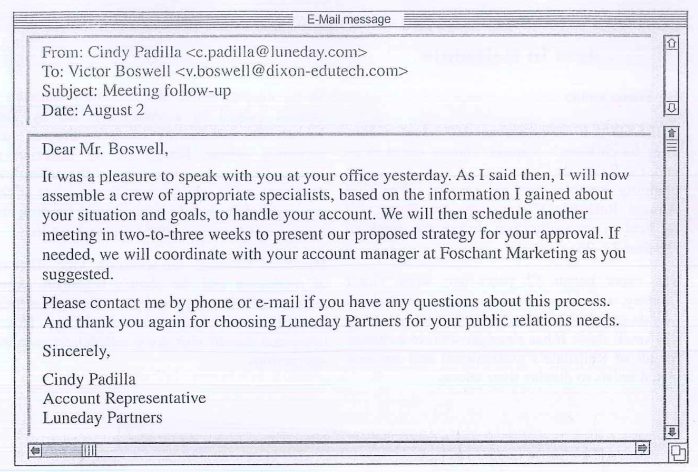 E-Mail message
From: Cindy Padilla <c.padilla@luneday.com>
To: Victor Boswell <v.boswell@dixon-edutech.com>
Subject: Meeting follow-up
Date: August 2
Dear Mr. Boswell,
It was a pleasure to speak with you at your office yesterday. As I said then, I will now
assemble a crew of appropriate specialists, based on the information I gained about
your situation and goals, to handle your account. We will then schedule another
meeting in two-to-three weeks to present our proposed strategy for your approval. If
needed, we will coordinate with your account manager at Foschant Marketing as you
suggested.
Please contact me by phone or e-mail if you have any questions about this process.
And thank you again for choosing Luneday Partners for your public relations needs.
Sincerely,
Cindy Padilla
Account Representative
Luneday Partners